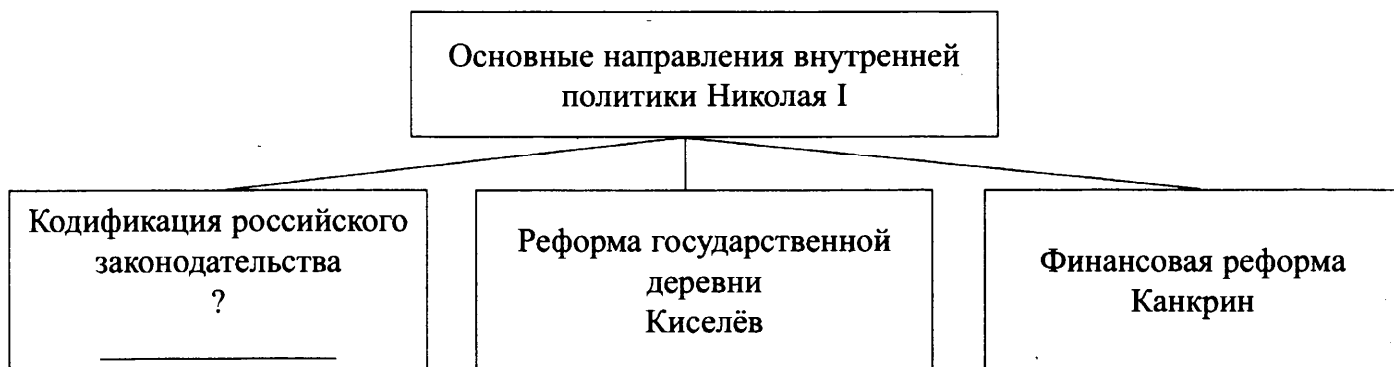 Основные направления внутренней
политики Николая I
Кодификация российского
законодательства
?
Реформа государственной
деревни
Киселёв
Финансовая реформа
Канкрин